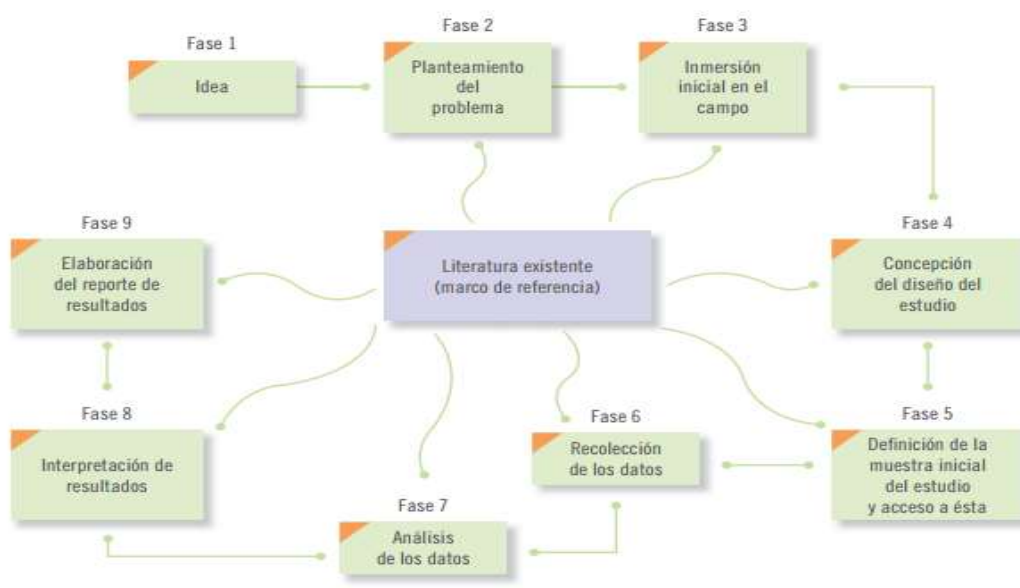 Fase 1
Idea
Fase 2
Planteamiento
del
problema
Fase 3
Inmersión
inicial en el
campo
Fase 4
Concepción
del diseño del
estudio
Literatura existente
(marco de referencia)
Fase 9
Elaboración
del reporte de
resultados
Fase 8
Interpretación de
resultados
Fase 7
Análisis
de los datos
Fase 6
Recolección
de los datos
Fase 5
Definición de la
muestra inicial
del estudio
y acceso a ésta